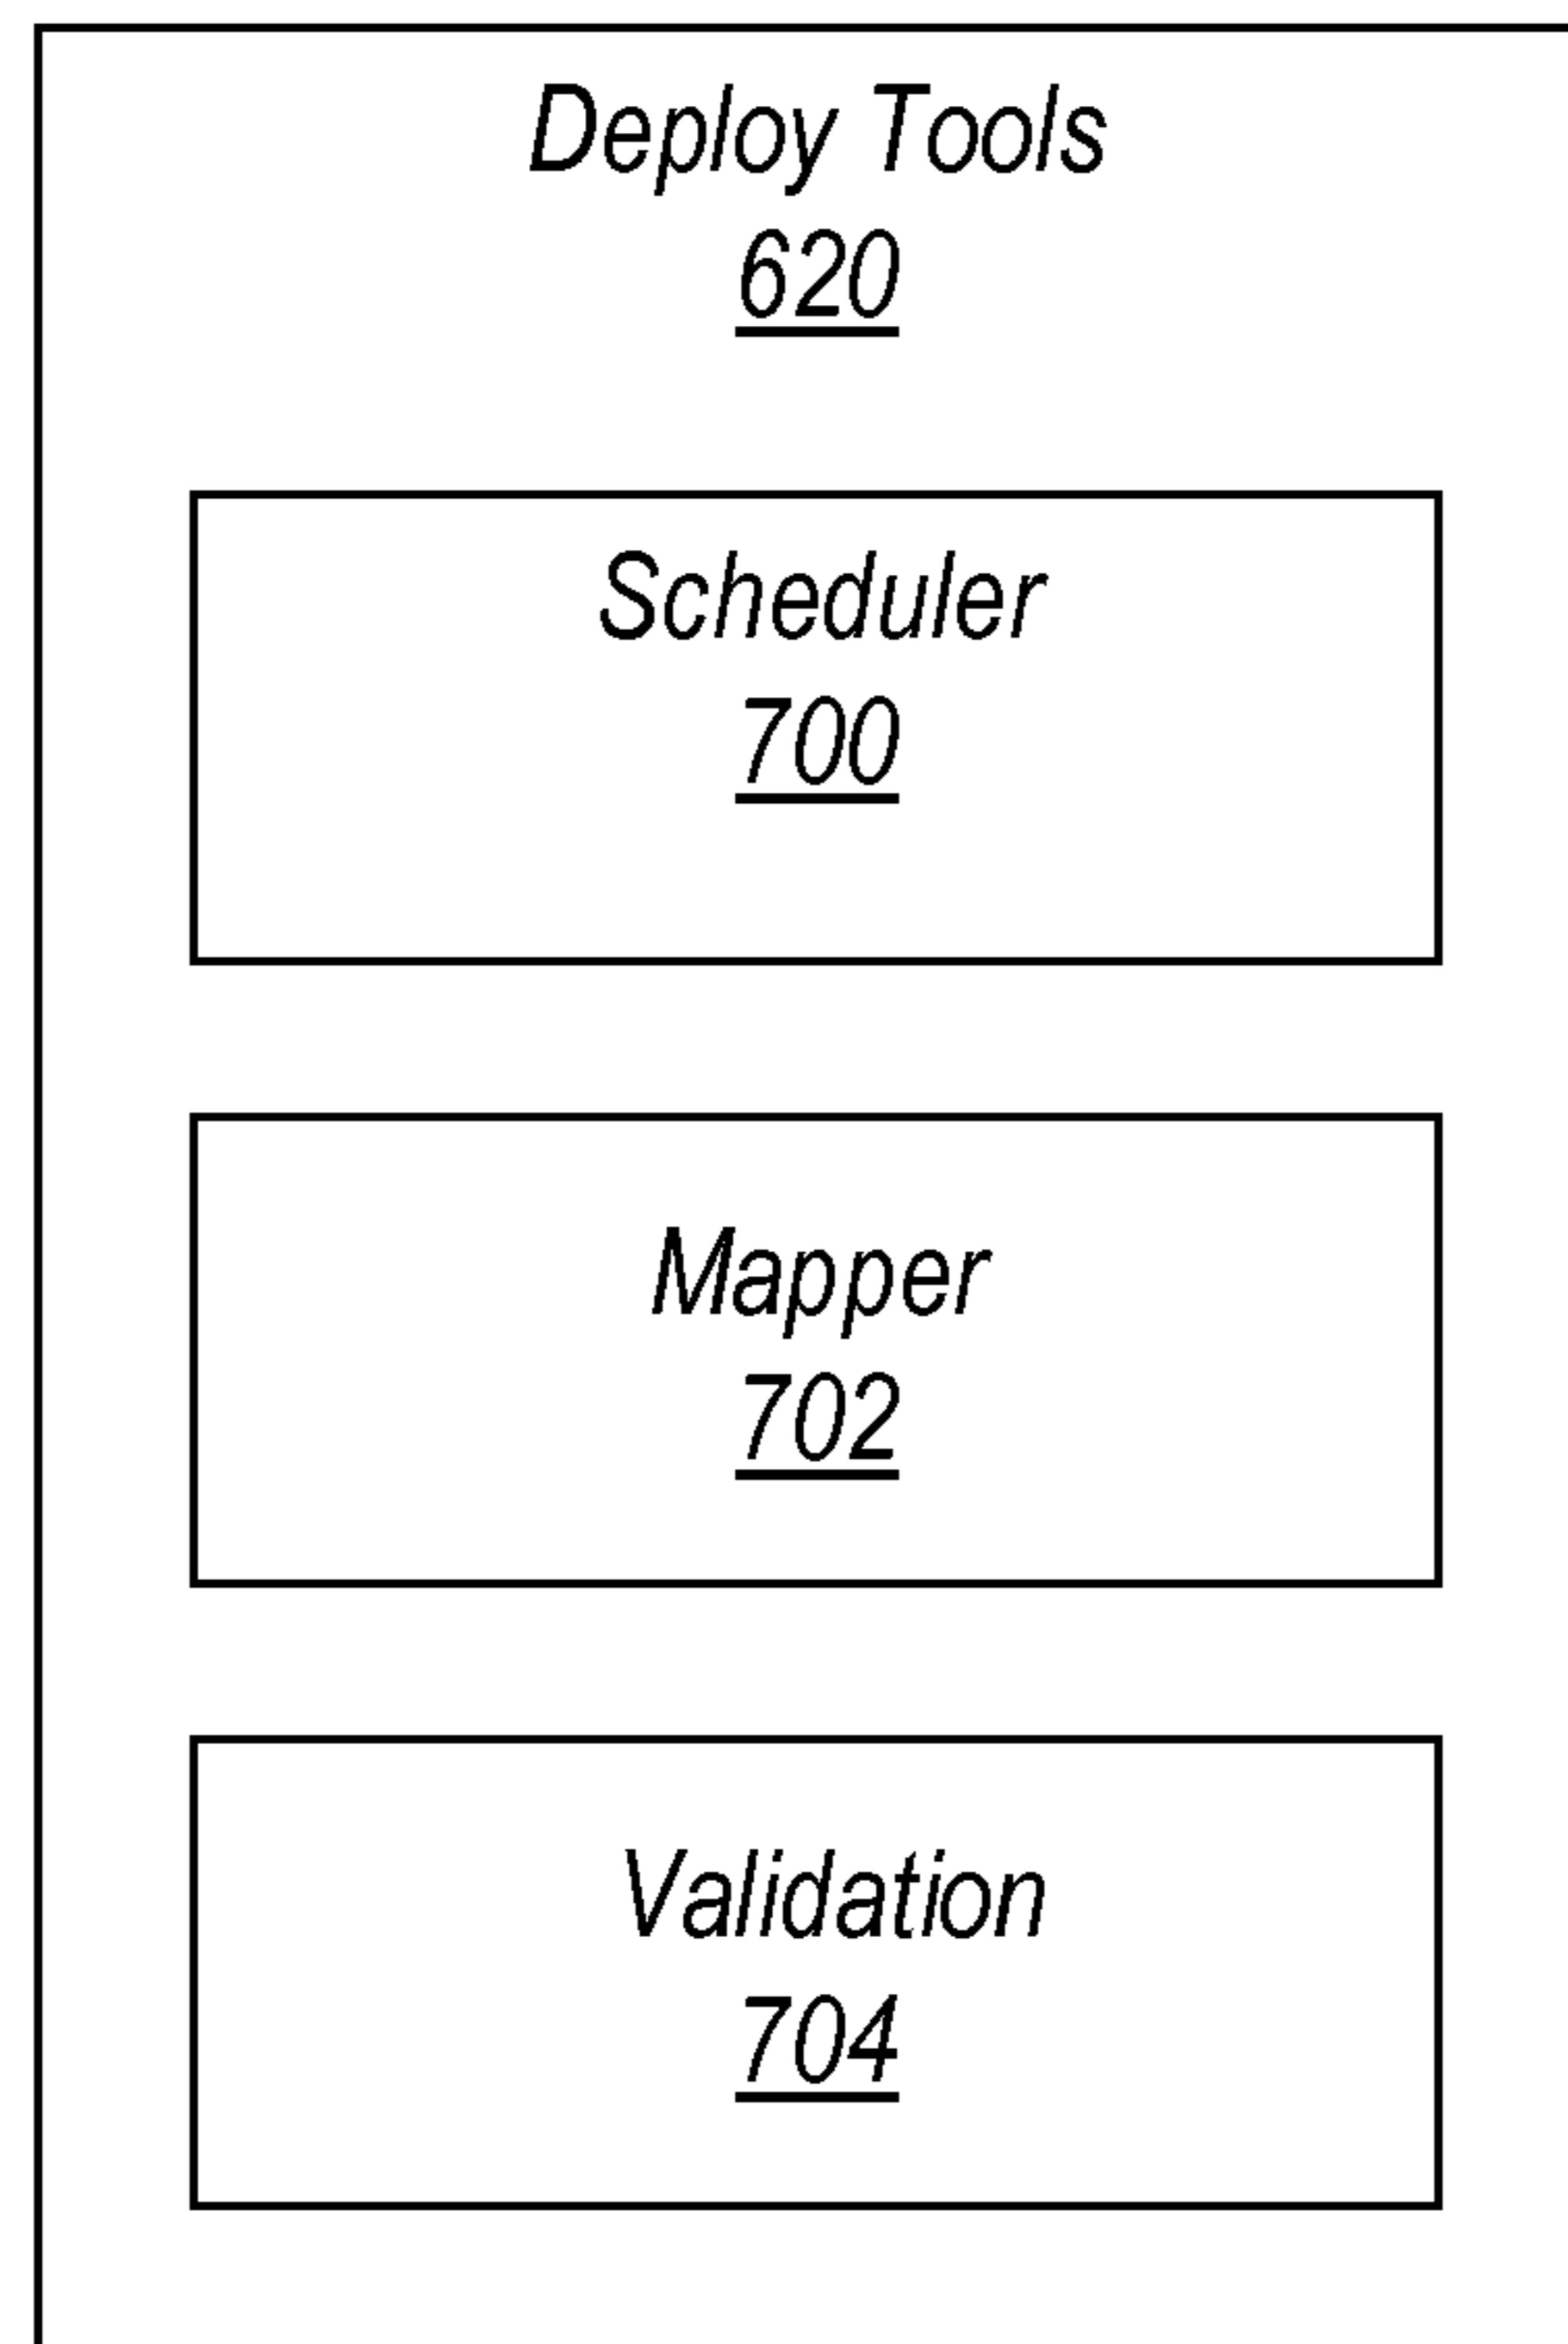 Deploy Tools
620
Scheduler
700
Mapper
702
Validation
704